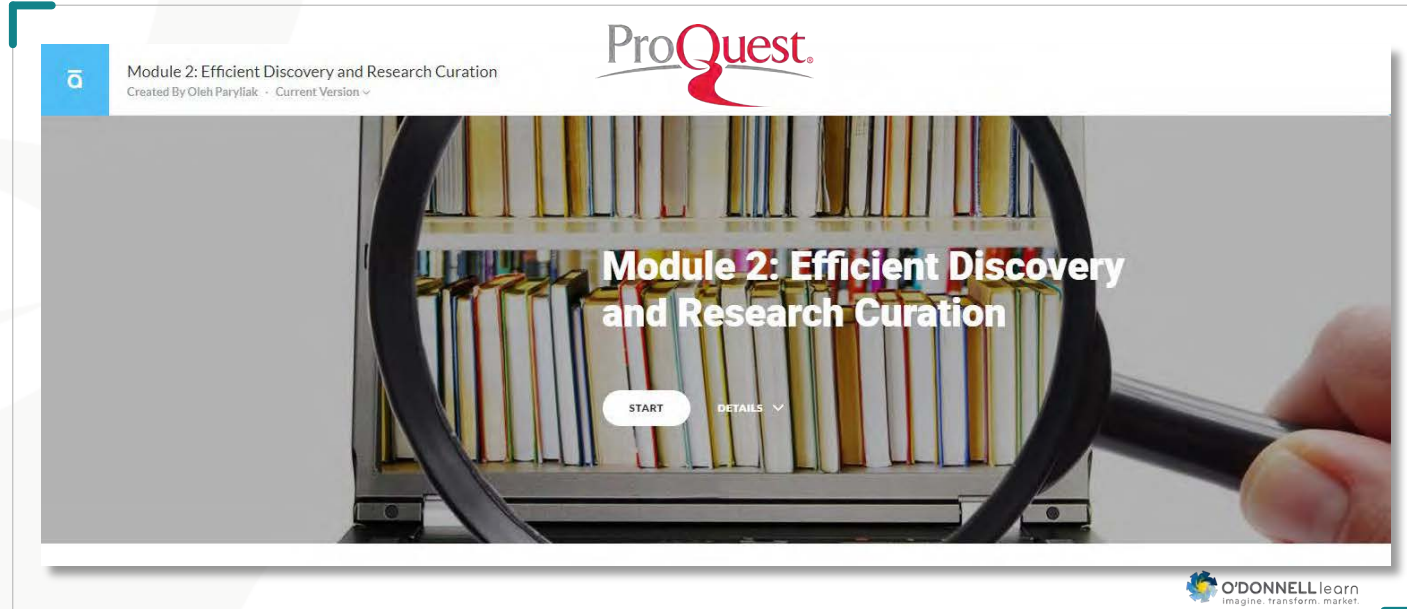 ProQuest®
ā
Module 2: Efficient Discovery and Research Curation
Created By Oleh Paryliak · Current Version
Module 2: Efficient Discovery
and Research Curation
START
DETAILS
O'DONNELL learn
imagine. transform. market.